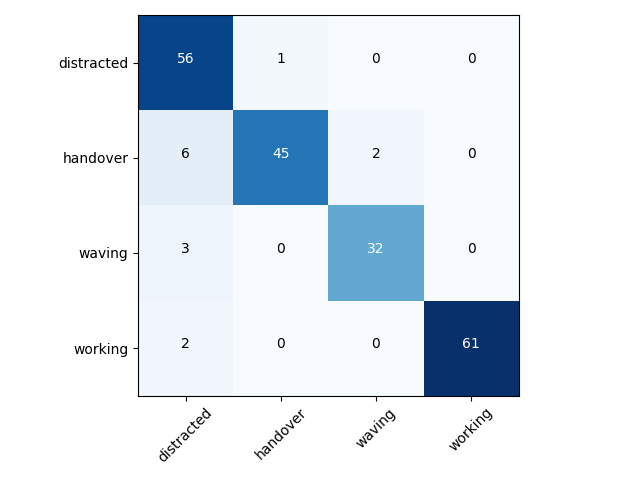 distracted 56 1 0 0
handover 6 45 2 0
waving 3 0 32 0
working 2 0 0 61
distracted handover waving working